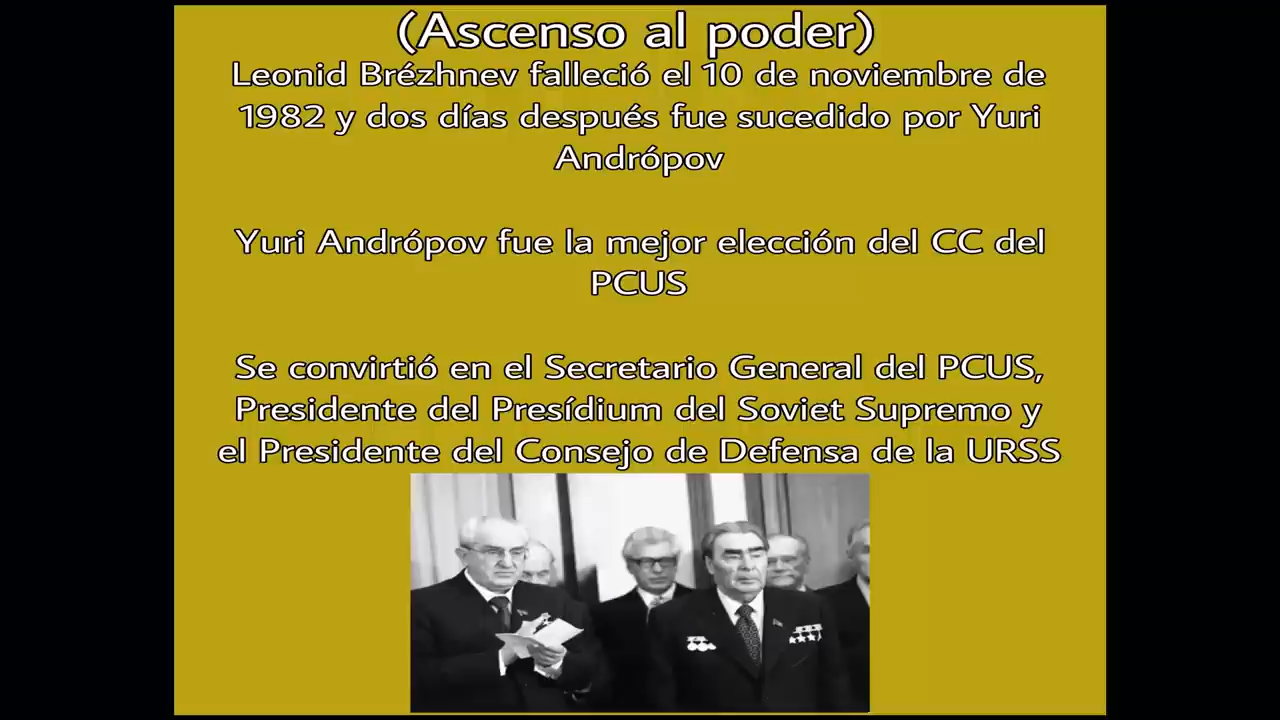 (Ascenso al poder)
Leonid Brézhnev falleció el 10 de noviembre de
1982 y dos días después fue sucedido por Yuri
Andrópov
Yuri Andrópov fue la mejor elección del CC del
PCUS
Se convirtió en el Secretario General del PCUS,
Presidente del Presídium del Soviet Supremo y
el Presidente del Consejo de Defensa de la URSS